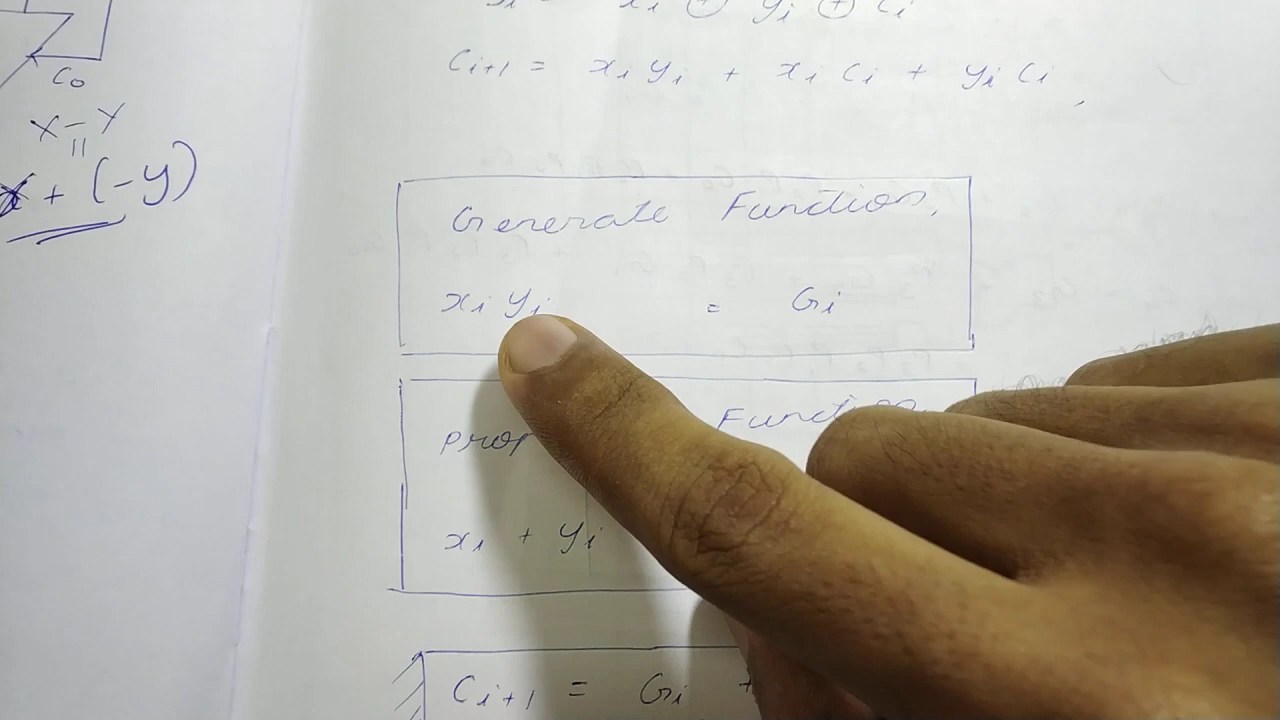 C0
x - y
||
x + (-y)
Ci+1 = xi yi + xi Ci + yi Ci
Generate Function,
xi yi = Gi
Function
xi + yi
Ci+1 = Gi +